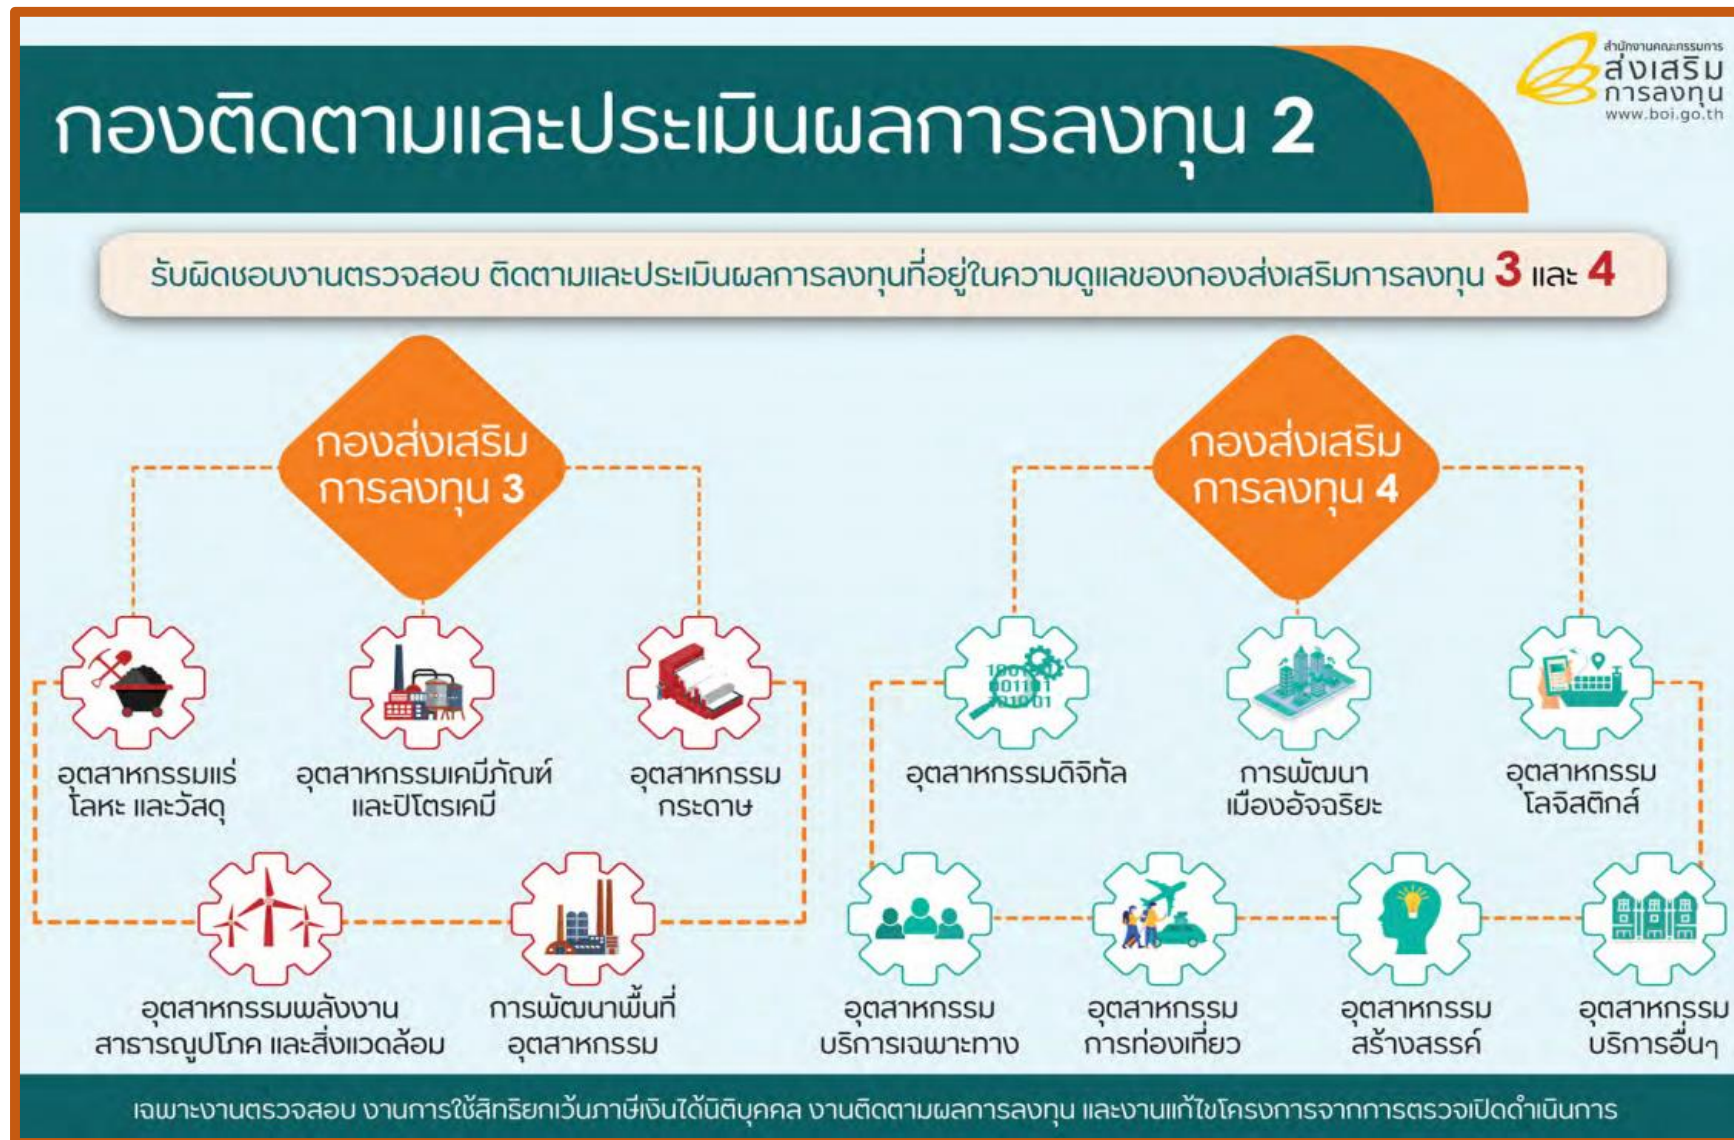 สำนักงานคณะกรรมการ
ส่งเสริม
การลงทุน
www.boi.go.th
กองติดตามและประเมินผลการลงทุน 2
รับผิดชอบงานตรวจสอบ ติดตามและประเมินผลการลงทุนที่อยู่ในความดูแลของกองส่งเสริมการลงทุน 3 และ 4
กองส่งเสริม
การลงทุน 3
กองส่งเสริม
การลงทุน 4
อุตสาหกรรมแร่
โลหะ และวัสดุ
อุตสาหกรรมเคมีภัณฑ์
และปิโตรเคมี
อุตสาหกรรม
กระดาษ
อุตสาหกรรมดิจิทัล
การพัฒนา
เมืองอัจฉริยะ
อุตสาหกรรม
โลจิสติกส์
อุตสาหกรรมพลังงาน
สาธารณูปโภค และสิ่งแวดล้อม
การพัฒนาพื้นที่
อุตสาหกรรม
อุตสาหกรรม
บริการเฉพาะทาง
อุตสาหกรรม
การท่องเที่ยว
อุตสาหกรรม
สร้างสรรค์
อุตสาหกรรม
บริการอื่นๆ
เฉพาะงานตรวจสอบ งานการใช้สิทธิยกเว้นภาษีเงินได้นิติบุคคล งานติดตามผลการลงทุน และงานแก้ไขโครงการจากการตรวจเปิดดำเนินการ